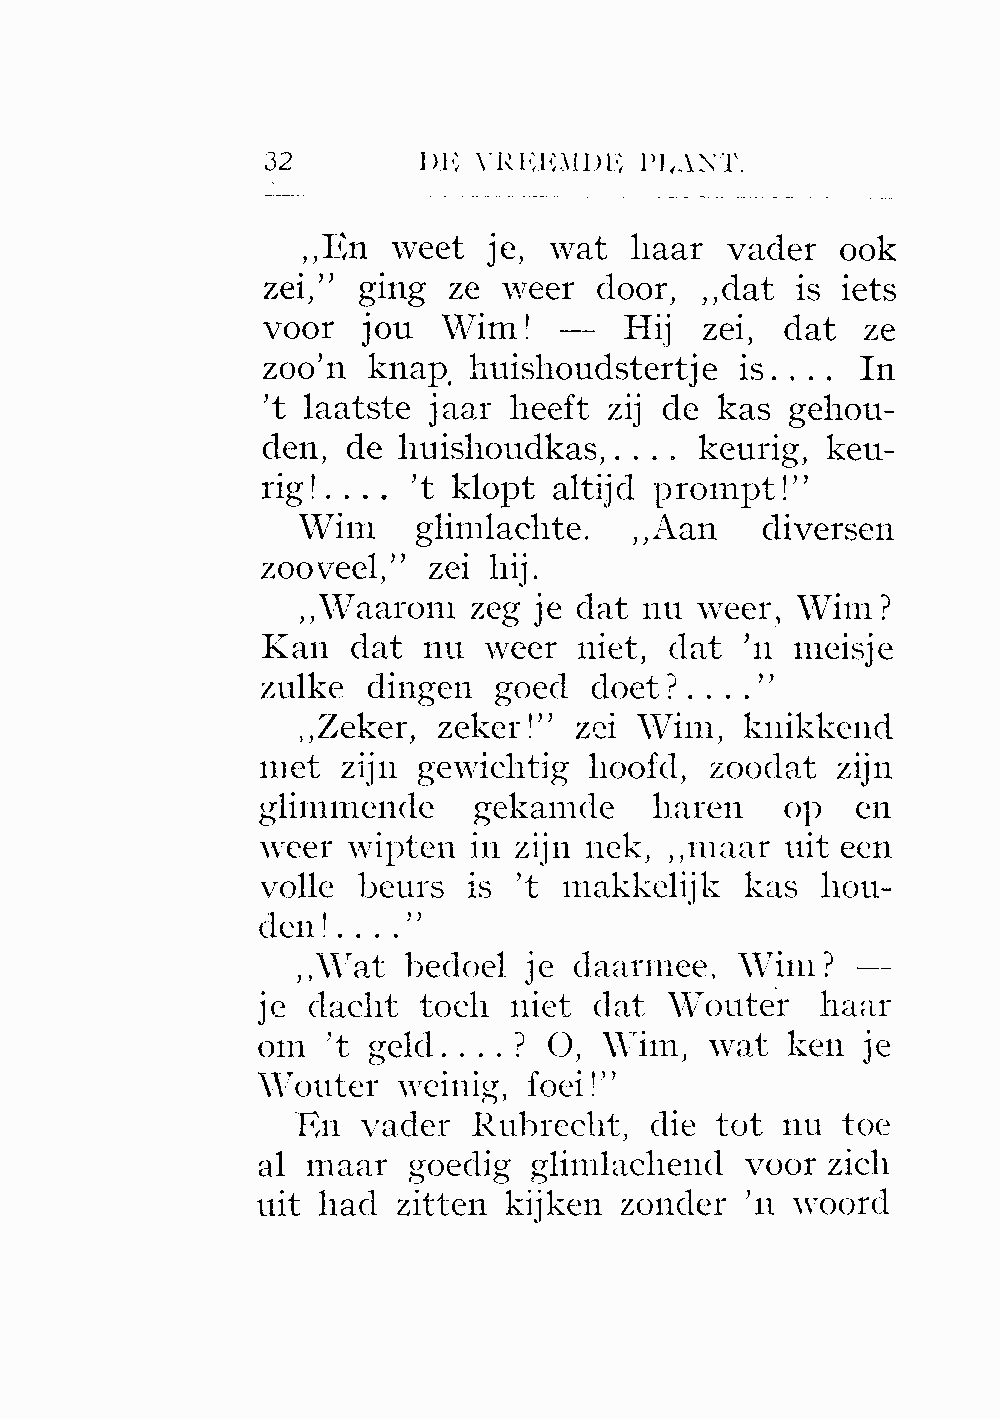 32 DE VREEMDE PLANT.
,,En weet je, wat haar vader ook
zei,” ging ze weer door, ,,dat is iets
voor jou Wim! — Hij zei, dat ze
zoo’n knap huishoudstertje is.... In
’t laatste jaar heeft zij de kas gehou-
den, de huishoudkas,.... keurig, keu-
rig!.... ’t klopt altijd prompt!”
Wim glimlachte. ,,Aan diversen
zooveel,” zei hij.
,,Waarom zeg je dat nu weer, Wim?
Kan dat nu weer niet, dat ’n meisje
zulke dingen goed doet?....”
,,Zeker, zeker!” zei Wim, knikkend
met zijn gewichtig hoofd, zoodat zijn
glimmende gekamde haren op en
weer wipten in zijn nek, ,,maar uit een
volle beurs is ’t makkelijk kas hou-
den!....”
,,Wat bedoel je daarmee, Wim? —
je dacht toch niet dat Wouter haar
om ’t geld....? O, Wim, wat ken je
Wouter weinig, foei!”
En vader Rubrecht, die tot nu toe
al maar goedig glimlachend voor zich
uit had zitten kijken zonder ’n woord